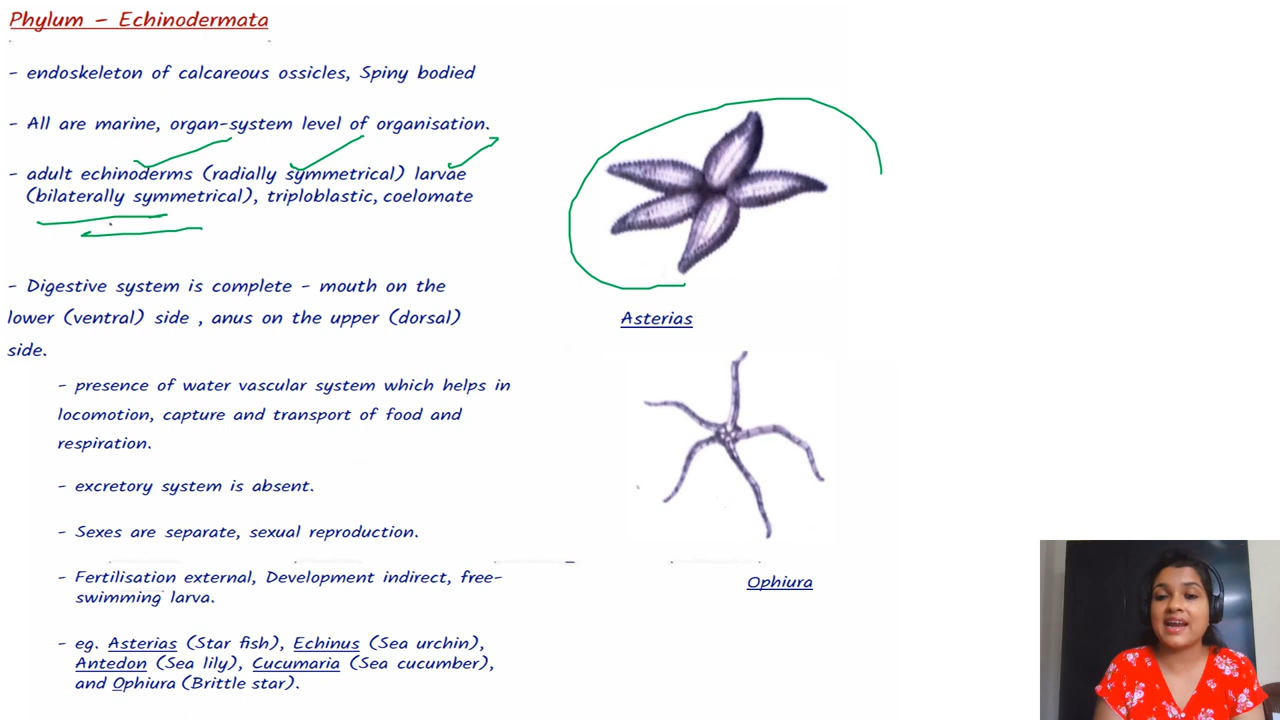 Phylum – Echinodermata
- endoskeleton of calcareous ossicles, Spiny bodied
- All are marine, organ-system level of organisation.
- adult echinoderms (radially symmetrical) larvae
(bilaterally symmetrical), triploblastic, coelomate
- Digestive system is complete - mouth on the
lower (ventral) side , anus on the upper (dorsal)
side.
- presence of water vascular system which helps in
locomotion, capture and transport of food and
respiration.
- excretory system is absent.
- Sexes are separate, sexual reproduction.
- Fertilisation external, Development indirect, free-
swimming larva.
- eg. Asterias (Star fish), Echinus (Sea urchin),
Antedon (Sea lily), Cucumaria (Sea cucumber),
and Ophiura (Brittle star).
Asterias
Ophiura